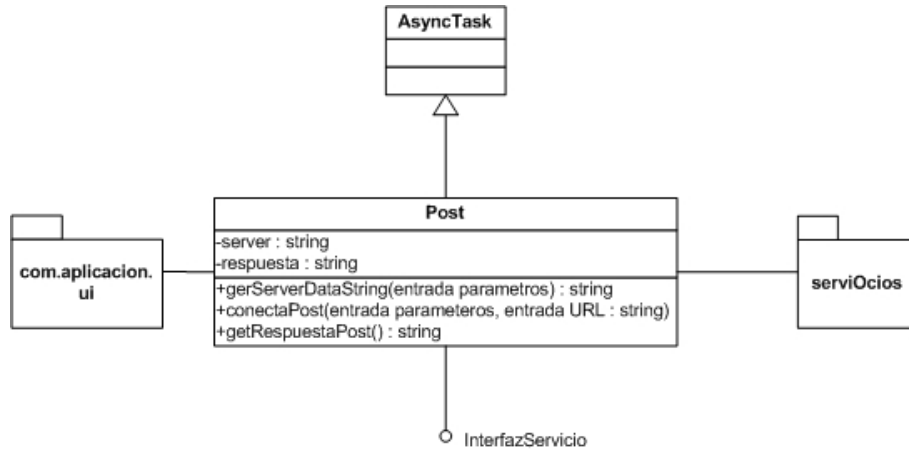 AsyncTask
Post
-server : string
-respuesta : string
+gerServerDataString(entrada parametros) : string
+conectaPost(entrada parameteros, entrada URL : string)
+getRespuestaPost() : string
com.aplicacion.
ui
serviOcios
InterfazServicio